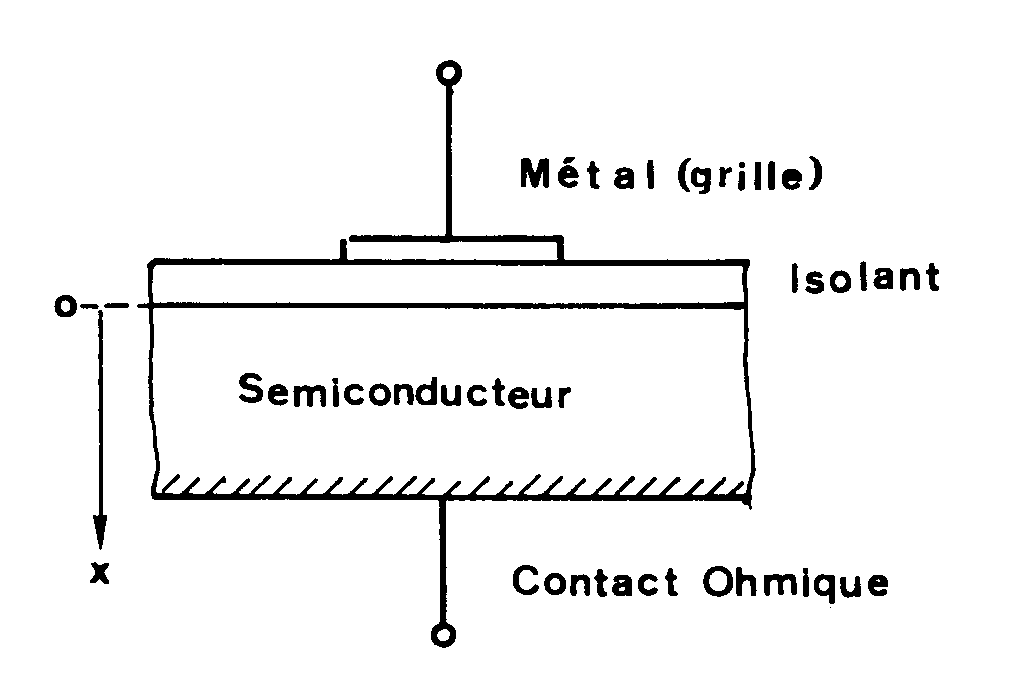 Métal (grille)
Isolant
o
Semiconducteur
x
Contact Ohmique